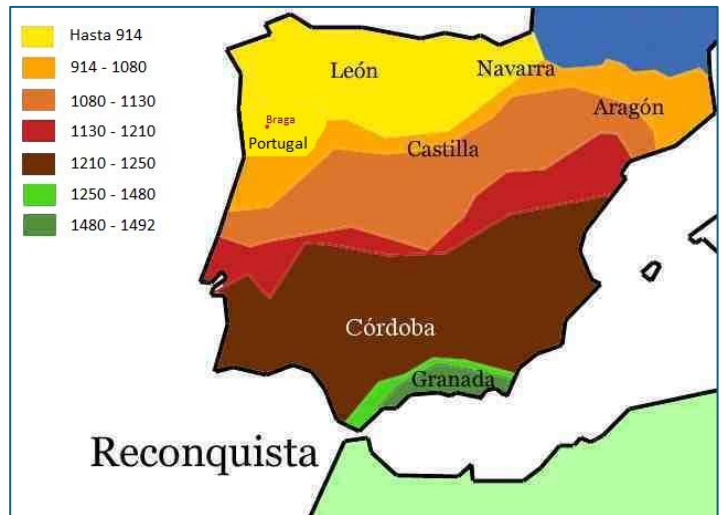 Hasta 914
914 - 1080
1080 - 1130
1130 - 1210
1210 - 1250
1250 - 1480
1480 - 1492
León
Navarra
Aragón
Braga
Portugal
Castilla
Córdoba
Granada
Reconquista